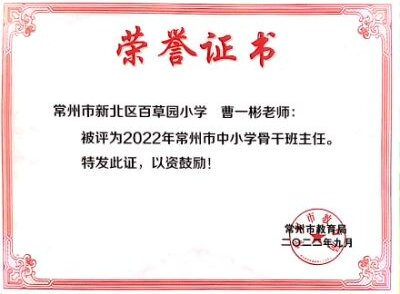 荣誉证书
常州市新北区百草园小学 曹一彬老师：
被评为2022年常州市中小学骨干班主任。
特发此证，以资鼓励！
常州市教育局
二〇二二年九月